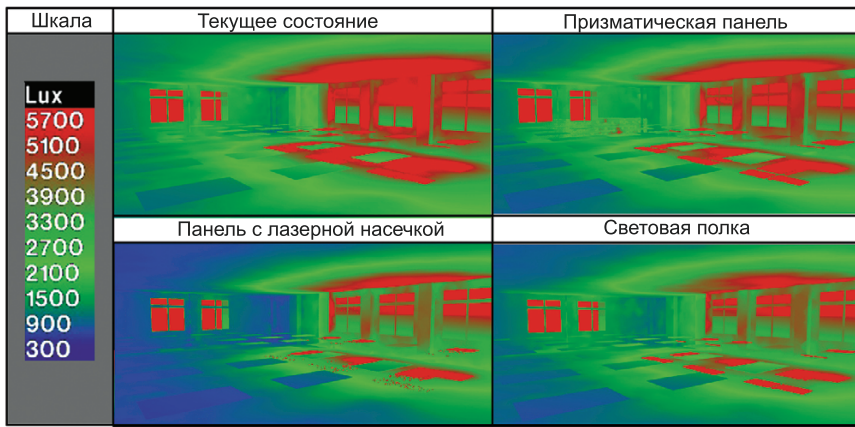 Шкала
Текущее состояние
Призматическая панель
Lux
5700
5100
4500
3900
3300
2700
2100
1500
900
300
Панель с лазерной насечкой
Световая полка